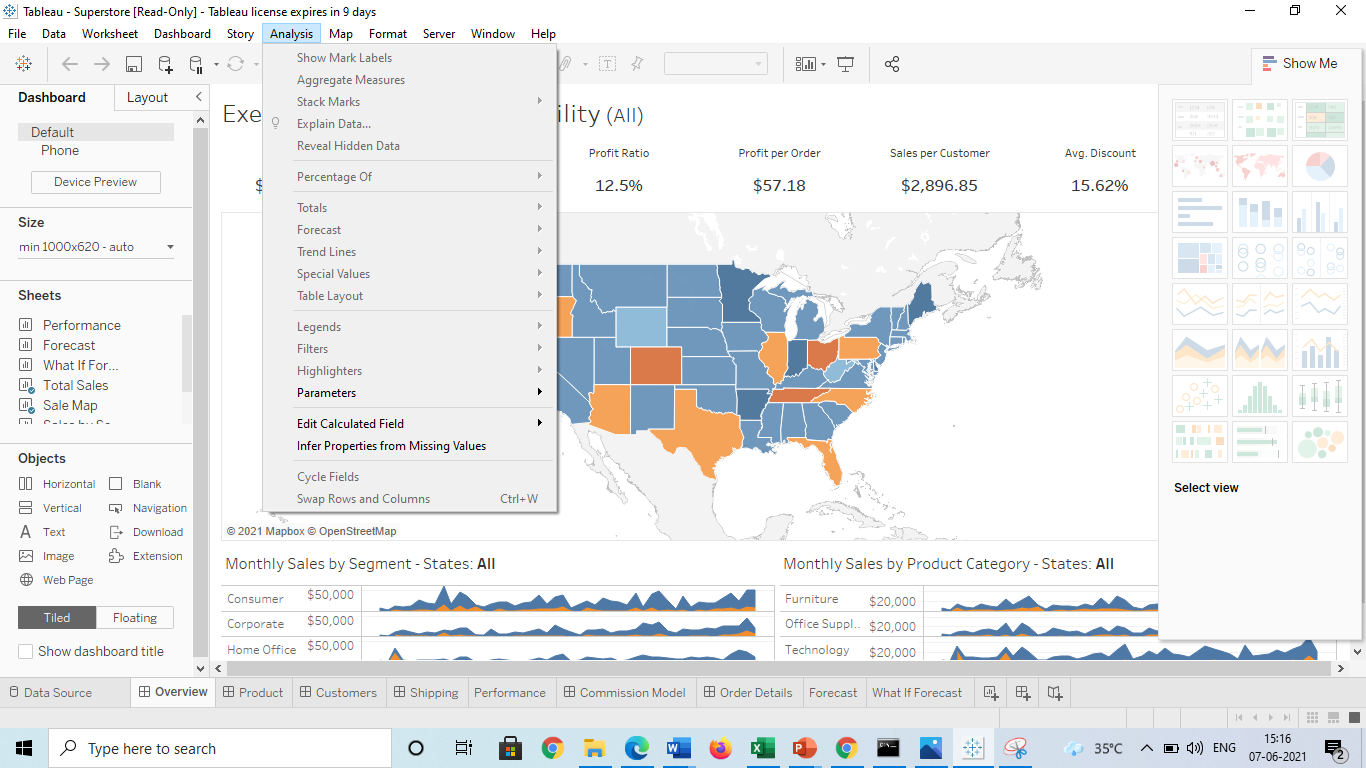 Tableau - Superstore [Read-Only] - Tableau license expires in 9 days
File Data Worksheet Dashboard Story Analysis Map Format Server Window Help
Show Me
Dashboard Layout
Default
Phone
Device Preview
Size
min 1000x620 - auto
Sheets
Performance
Forecast
What If For...
Total Sales
Sale Map
Objects
Horizontal Blank
Vertical Navigation
Text Download
Image Extension
Web Page
Tiled Floating
Show dashboard title
Show Mark Labels
Aggregate Measures
Stack Marks
Explain Data...
Reveal Hidden Data
Percentage Of
Totals
Forecast
Trend Lines
Special Values
Table Layout
Legends
Filters
Highlighters
Parameters
Edit Calculated Field
Infer Properties from Missing Values
Cycle Fields
Swap Rows and Columns Ctrl+W
(All)
Profit Ratio Profit per Order Sales per Customer Avg. Discount
12.5% $57.18 $2,896.85 15.62%
© 2021 Mapbox © OpenStreetMap
Monthly Sales by Segment - States: All
Consumer $50,000
Corporate $50,000
Home Office $50,000
Monthly Sales by Product Category - States: All
Furniture $20,000
Office Suppl.. $20,000
Technology $20,000
Select view
Data Source Overview Product Customers Shipping Performance Commission Model Order Details Forecast What If Forecast
Type here to search
35°C ENG 15:16
07-06-2021
2